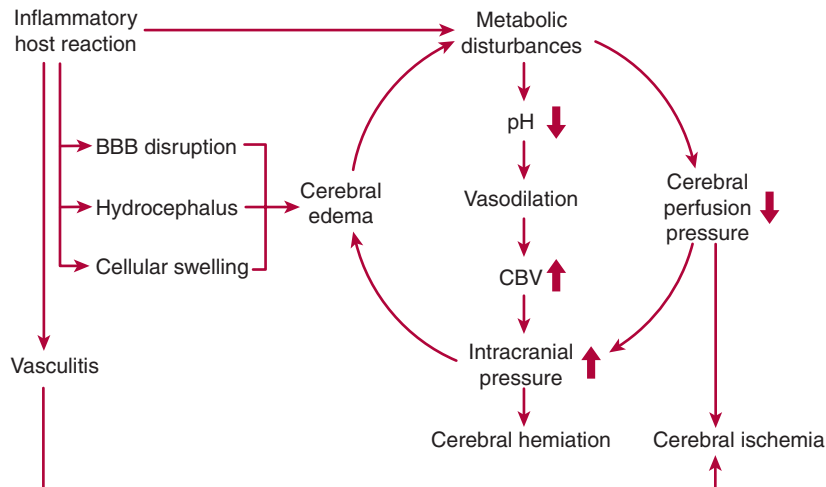 Inflammatory
host reaction
Metabolic
disturbances
pH
BBB disruption
Hydrocephalus
Cellular swelling
Cerebral
edema
Vasodilation
Cerebral
perfusion
pressure
CBV
Vasculitis
Intracranial
pressure
Cerebral hemiation
Cerebral ischemia